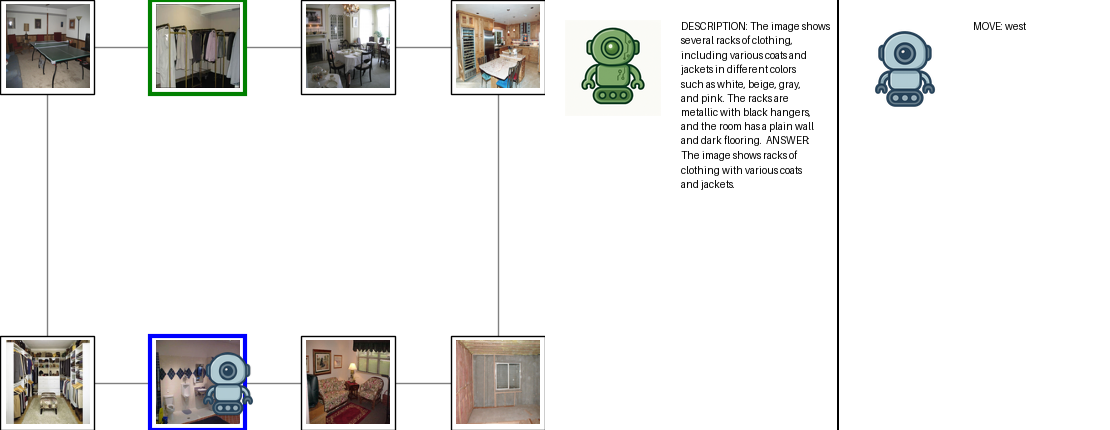 DESCRIPTION: The image shows
several racks of clothing,
including various coats and
jackets in different colors
such as white, beige, gray,
and pink. The racks are
metallic with black hangers,
and the room has a plain wall
and dark flooring. ANSWER:
The image shows racks of
clothing with various coats
and jackets.
MOVE: west